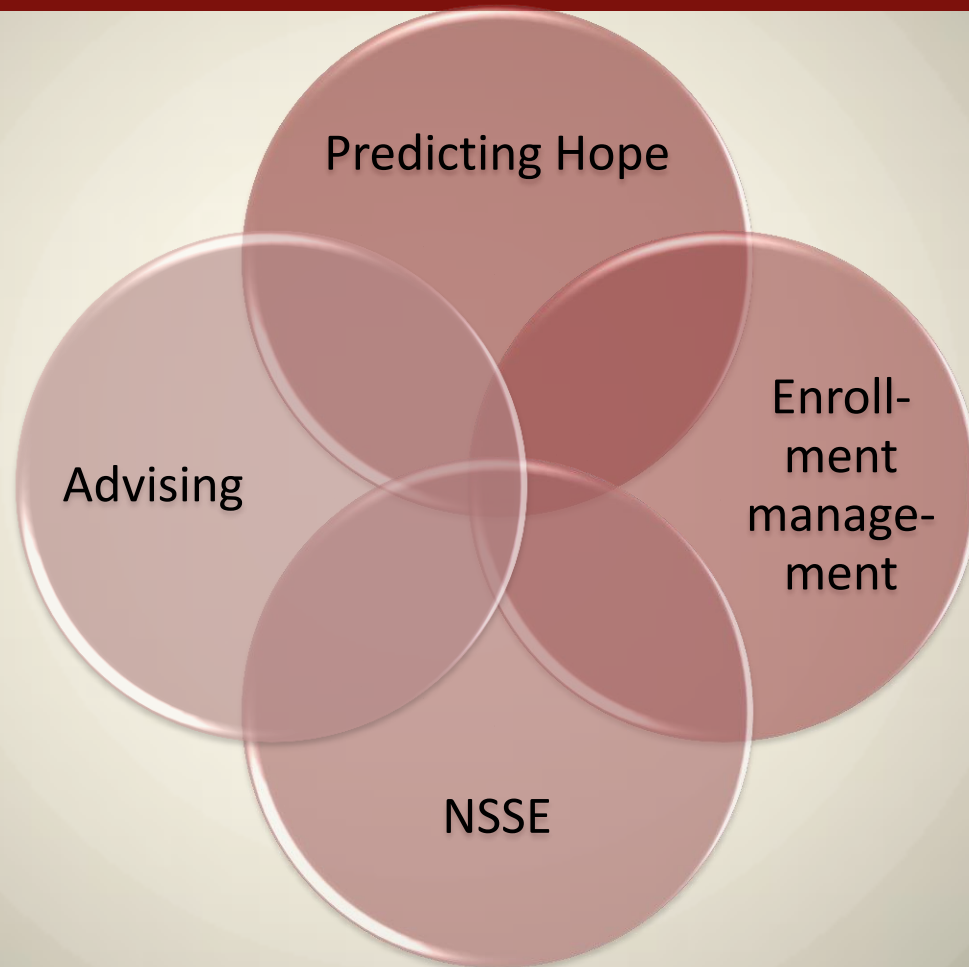 Predicting Hope
Advising
Enroll-
ment
manage-
ment
NSSE